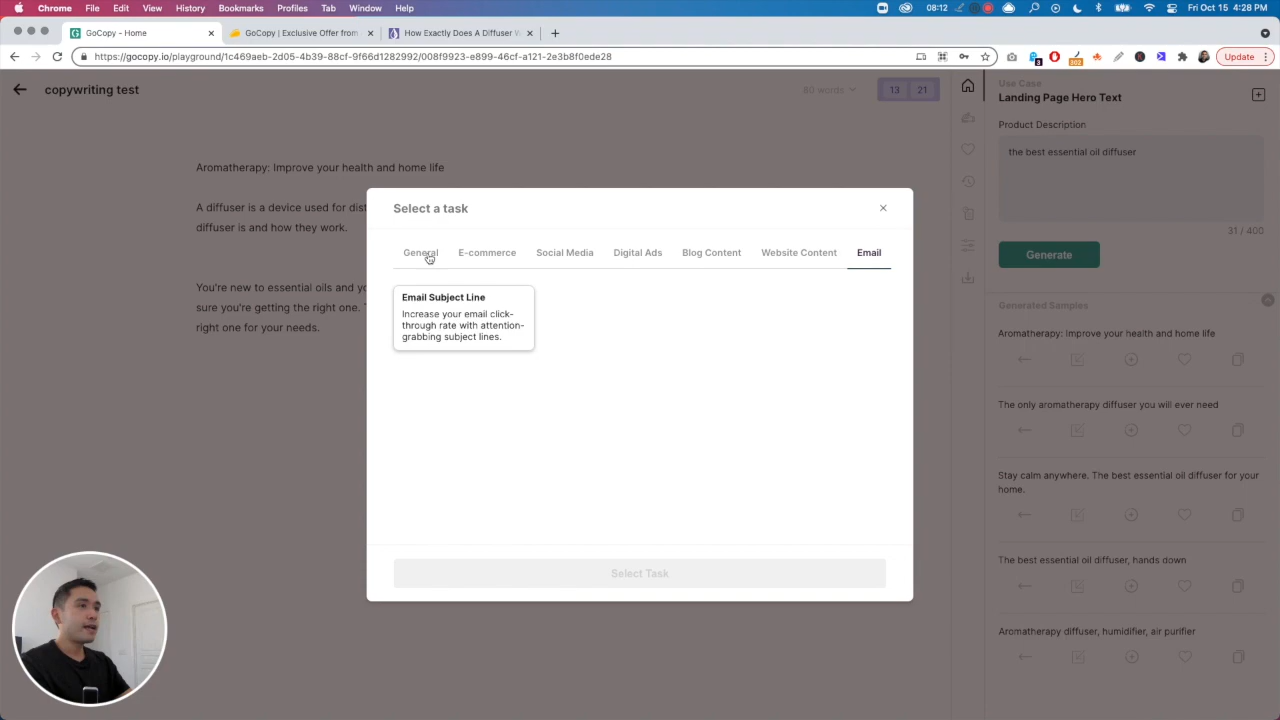 Chrome File Edit View History Bookmarks Profiles Tab Window Help
08:12
Fri Oct 15 4:28 PM
GoCopy - Home
GoCopy | Exclusive Offer from
How Exactly Does A Diffuser W
https://gocopy.io/playground/1c469aeb-2d05-4b39-88cf-9f66d1282992/008f9923-e899-46cf-a121-2e3bf0ede28
3
302
Update
copywriting test
80 words
13 21
Use Case
Landing Page Hero Text
Product Description
the best essential oil diffuser
31 / 400
Generate
Aromatherapy: Improve your health and home life
A diffuser is a device used for dist
diffuser is and how they work.
You're new to essential oils and yo
sure you're getting the right one. T
right one for your needs.
Select a task
General E-commerce Social Media Digital Ads Blog Content Website Content Email
Email Subject Line
Increase your email click-
through rate with attention-
grabbing subject lines.
Select Task
Generated Samples
Aromatherapy: Improve your health and home life
The only aromatherapy diffuser you will ever need
Stay calm anywhere. The best essential oil diffuser for your
home.
The best essential oil diffuser, hands down
Aromatherapy diffuser, humidifier, air purifier